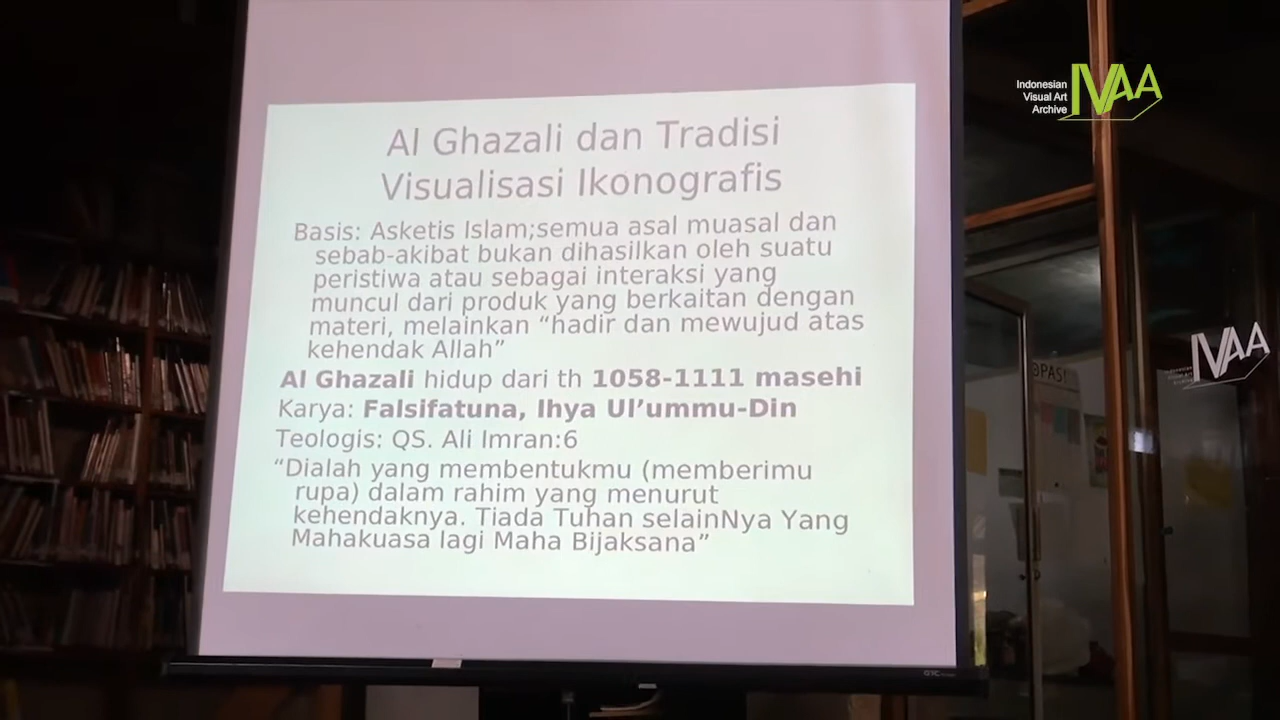 Indonesian
Visual Art
Archive
IVAA
Al Ghazali dan Tradisi
Visualisasi Ikonografis
Basis: Asketis Islam;semua asal muasal dan
sebab-akibat bukan dihasilkan oleh suatu
peristiwa atau sebagai interaksi yang
muncul dari produk yang berkaitan dengan
materi, melainkan “hadir dan mewujud atas
kehendak Allah”
Al Ghazali hidup dari th 1058-1111 masehi
Karya: Falsifatuna, Ihya Ul’ummu-Din
Teologis: QS. Ali Imran:6
“Dialah yang membentukmu (memberimu
rupa) dalam rahim yang menurut
kehendaknya. Tiada Tuhan selainNya Yang
Mahakuasa lagi Maha Bijaksana”
IVAA